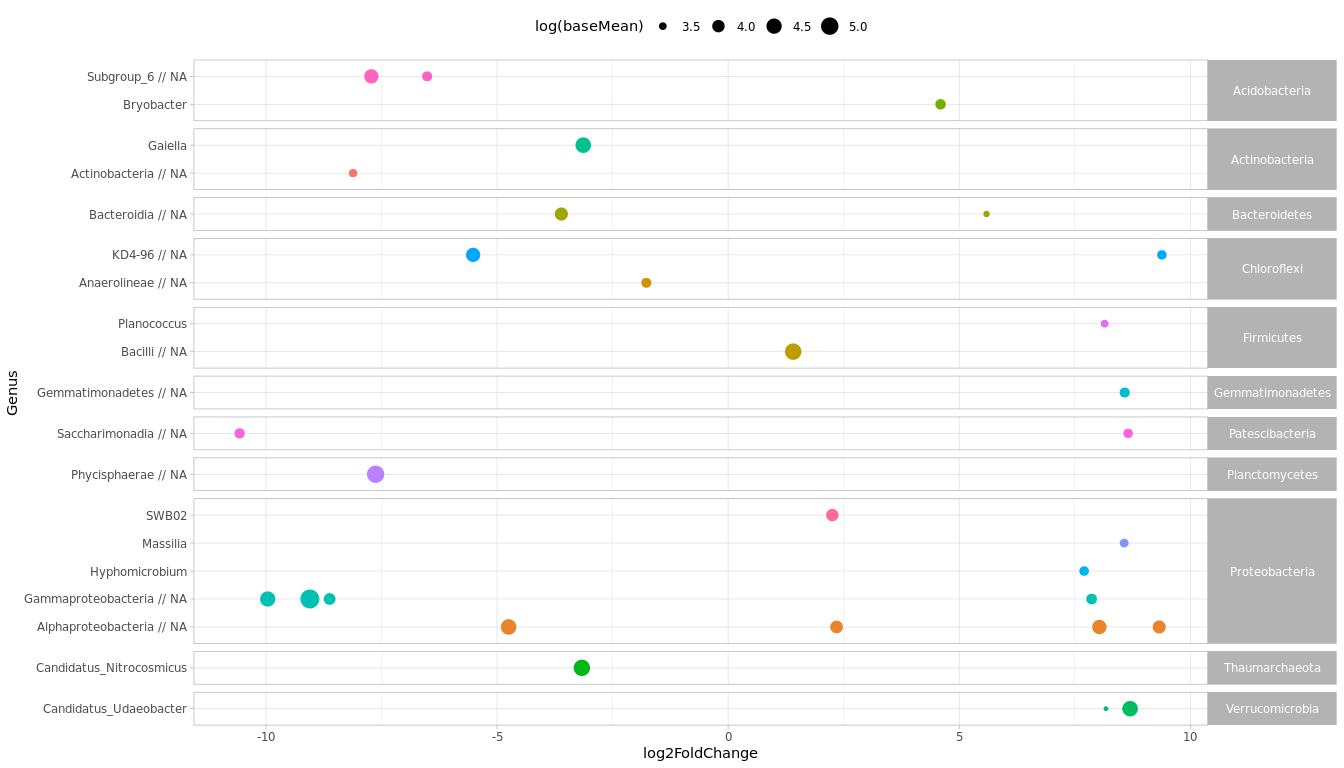 log(baseMean) 3.5 4.0 4.5 5.0
Subgroup_6 // NA
Bryobacter
Acidobacteria
Gaiella
Actinobacteria // NA
Actinobacteria
Bacteroidia // NA
Bacteroidetes
KD4-96 // NA
Anaerolineae // NA
Chloroflexi
Planococcus
Bacilli // NA
Firmicutes
Gemmatimonadetes // NA
Gemmatimonadetes
Saccharimonadia // NA
Patescibacteria
Phycisphaerae // NA
Planctomycetes
SWB02
Massilia
Hyphomicrobium
Gammaproteobacteria // NA
Alphaproteobacteria // NA
Proteobacteria
Candidatus_Nitrocosmicus
Thaumarchaeota
Candidatus_Udaeobacter
Verrucomicrobia
Genus
-10 -5 0 5 10
log2FoldChange